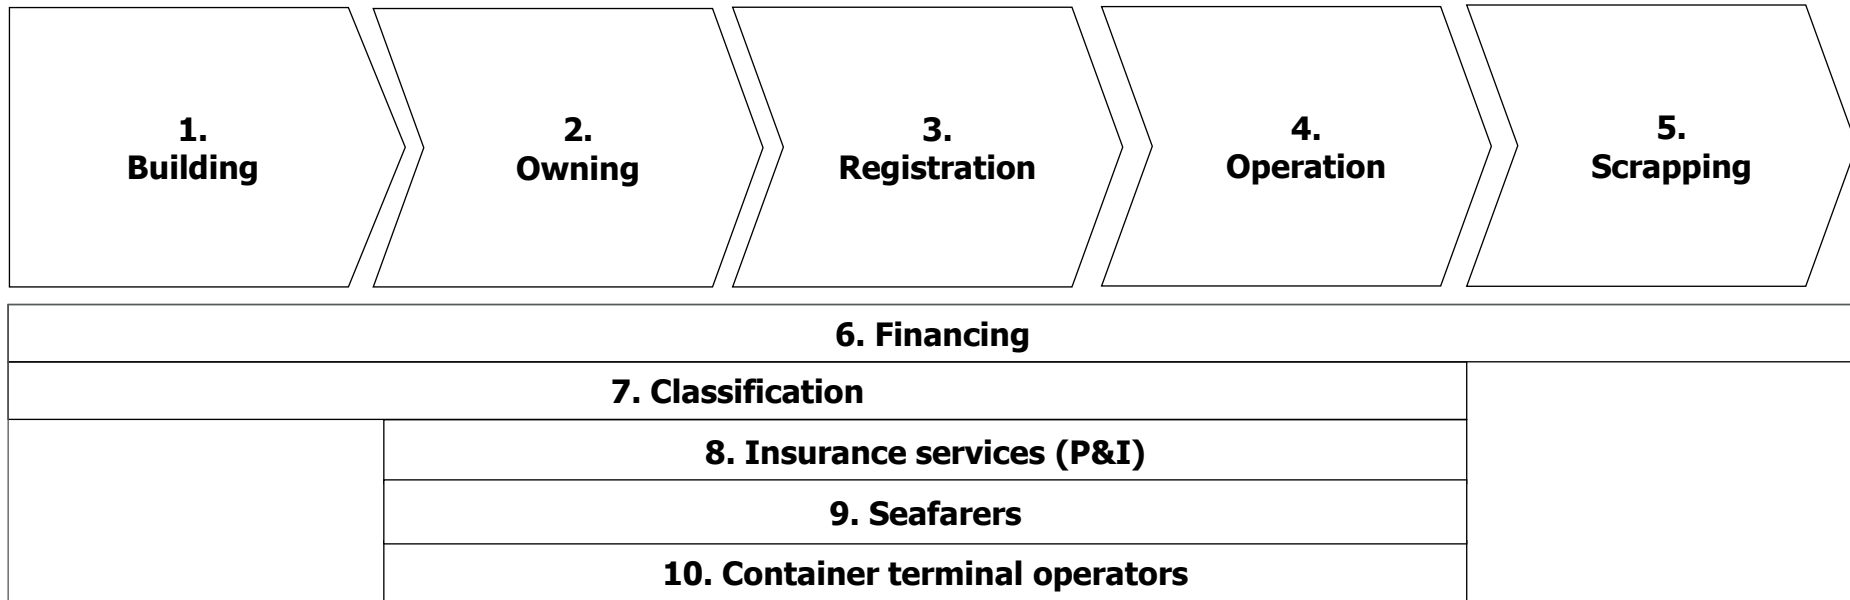 1.
Building
2.
Owning
3.
Registration
4.
Operation
5.
Scrapping
6. Financing
7. Classification
8. Insurance services (P&I)
9. Seafarers
10. Container terminal operators